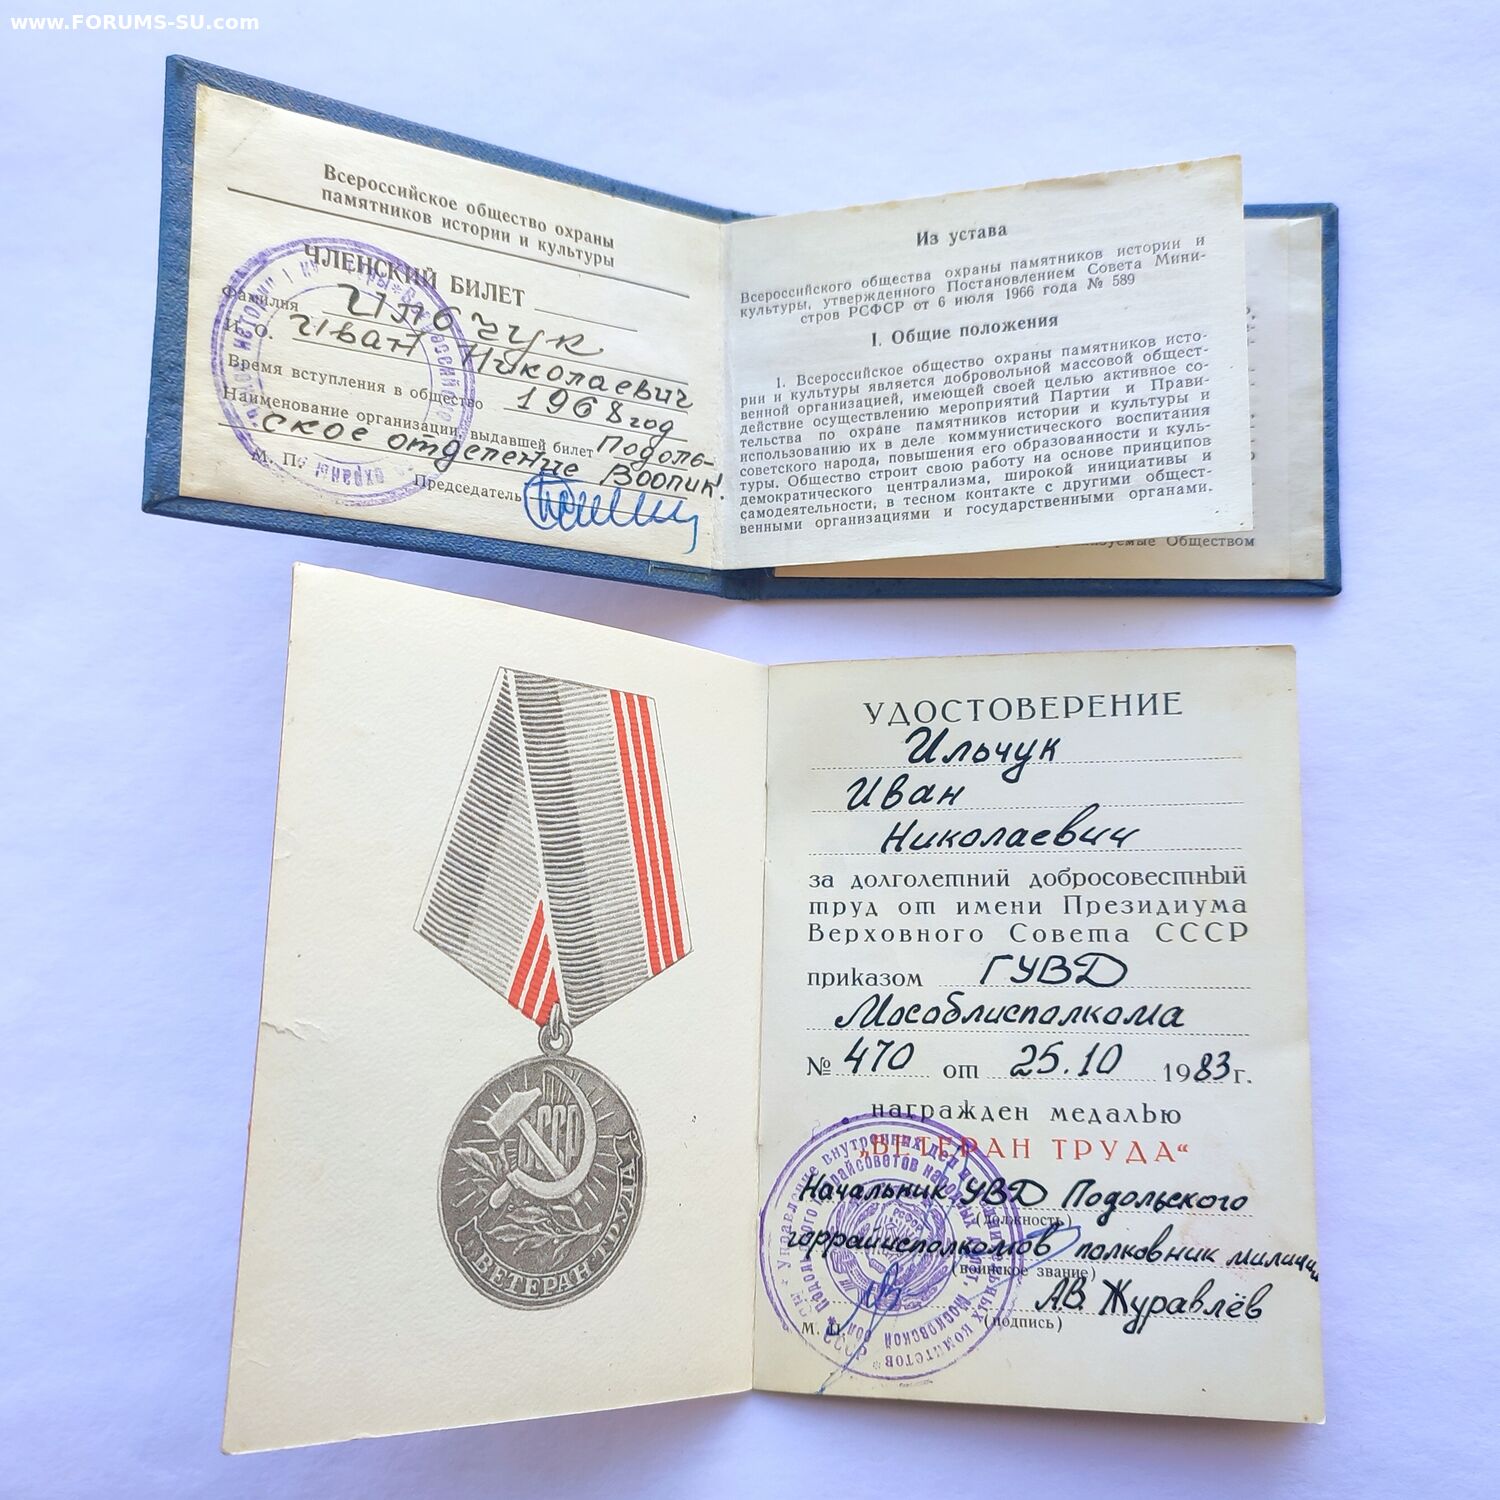 www.FORUMS-SU.com
Всероссийское общество охраны
памятников истории и культуры
ЧЛЕНСКИЙ БИЛЕТ
Фамилия Ильчук
И. О. Иван Николаевич
Время вступления в общество 1968 год
Наименование организации, выдавшей билет Подоль-
ское отделение ВООПИК
М. П.
Председатель
Из устава
Всероссийского общества охраны памятников истории и
культуры, утвержденного Постановлением Совета Мини-
стров РСФСР от 6 июля 1966 года № 589
I. Общие положения
1. Всероссийское общество охраны памятников исто-
рии и культуры является добровольной массовой общест-
венной организацией, имеющей своей целью активное со-
действие осуществлению мероприятий Партии и Прави-
тельства по охране памятников истории и культуры и
использованию их в деле коммунистического воспитания
советского народа, повышения его образованности и куль-
туры. Общество строит свою работу на основе принципов
демократического централизма, широкой инициативы и
самодеятельности, в тесном контакте с другими общест-
венными организациями и государственными органами.
Обществом
СССР
ВЕТЕРАН ТРУДА
УДОСТОВЕРЕНИЕ
Ильчук
Иван
Николаевич
за долголетний добросовестный
труд от имени Президиума
Верховного Совета СССР
приказом ГУВД
Мособлисполкома
№ 470 от 25.10 1983 г.
награжден медалью
„ВЕТЕРАН ТРУДА“
Начальник УВД Подольского
(должность)
горрайисполкомов полковник милиции
(воинское звание)
А.В. Журавлёв
М. П. (подпись)